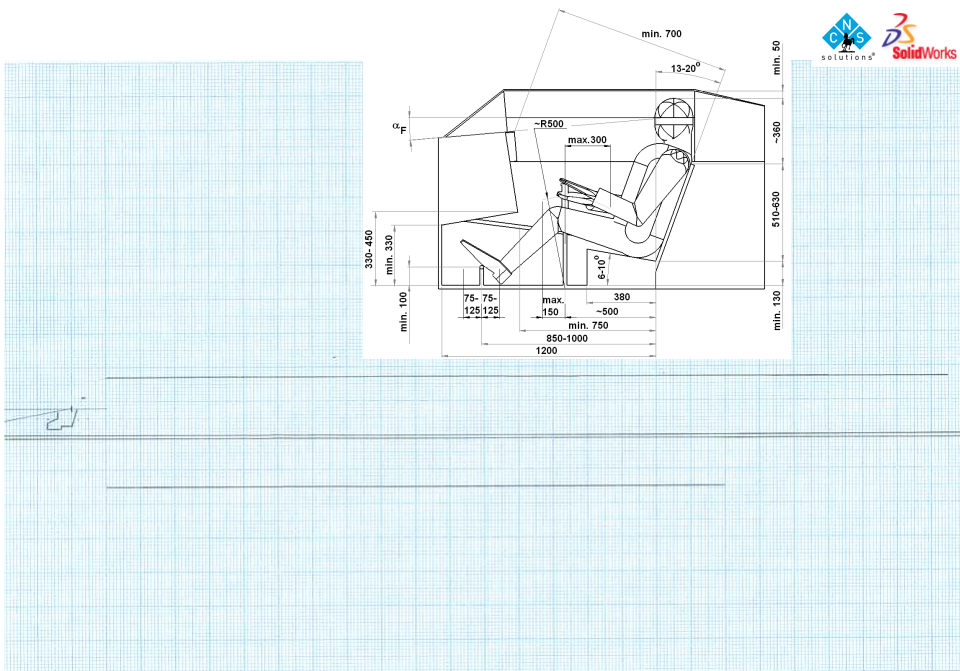 min. 700
13-20°
min. 50
N
C S
solutions®
SolidWorks
αF
~R500
max.300
~360
510-630
330-450
min. 330
6-10°
min. 100
75-
125
75-
125
max.
150
380
~500
min. 130
min. 750
850-1000
1200